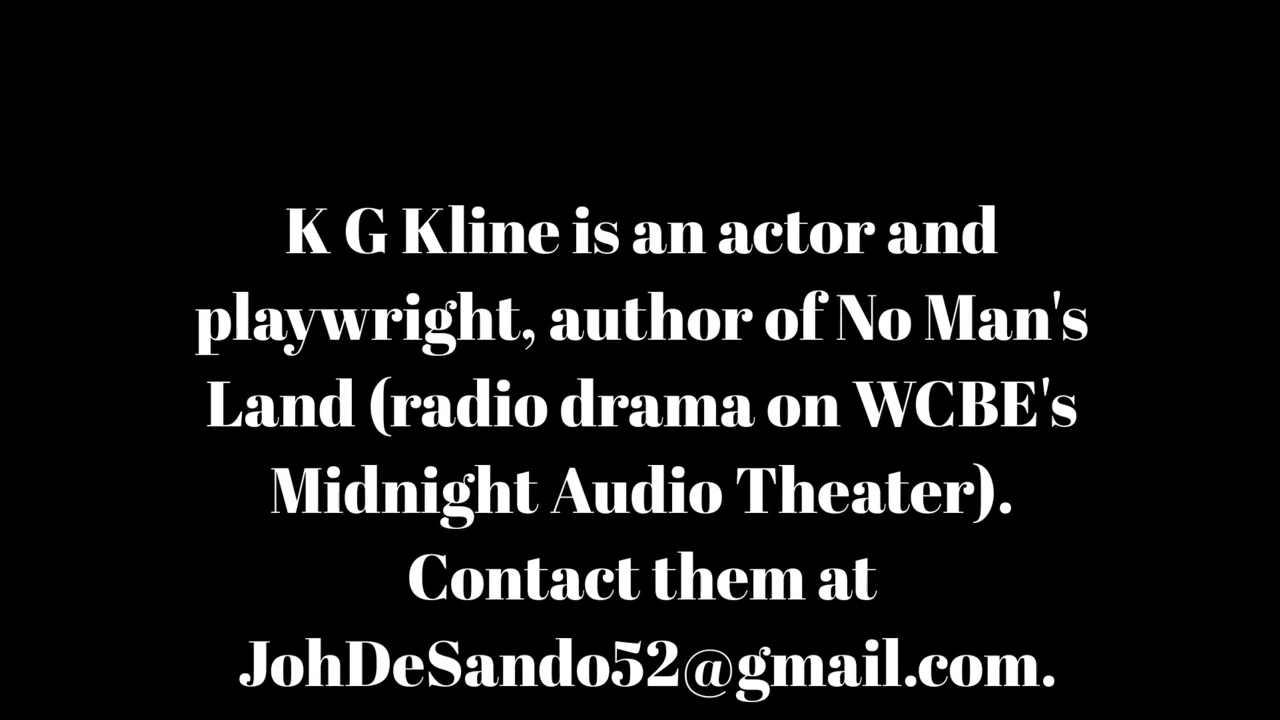 K G Kline is an actor and
playwright, author of No Man's
Land (radio drama on WCBE's
Midnight Audio Theater).
Contact them at
JohDeSando52@gmail.com.